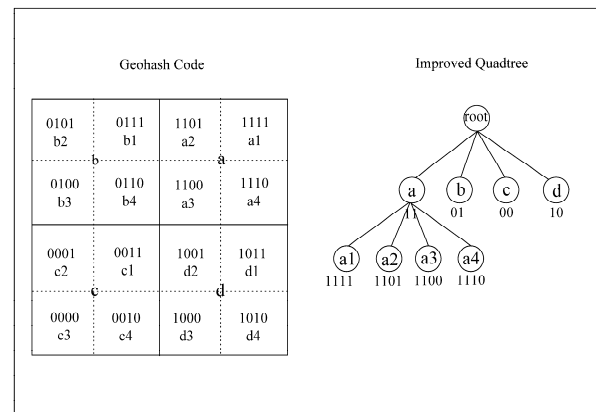 Geohash Code
0101 0111 1101 1111
b2 b1 a2 a1
b a
0100 0110 1100 1110
b3 b4 a3 a4
0001 0011 1001 1011
c2 c1 d2 d1
c d
0000 0010 1000 1010
c3 c4 d3 d4
Improved Quadtree
root
a b c d
11 01 00 10
a1 a2 a3 a4
1111 1101 1100 1110